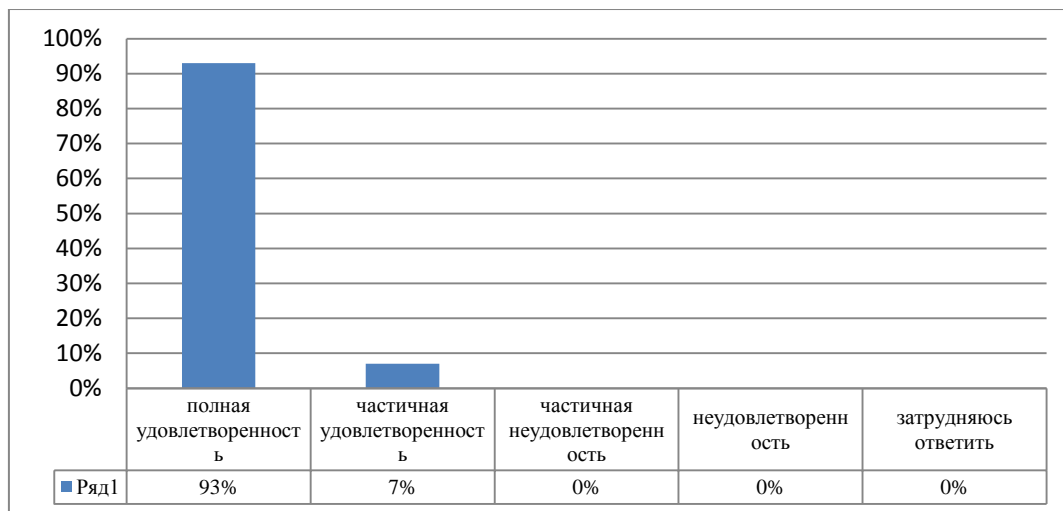 100%
90%
80%
70%
60%
50%
40%
30%
20%
10%
0%
полная
удовлетворенност
ь
частичная
удовлетворенност
ь
частичная
неудовлетворенн
ость
неудовлетворенн
ость
затрудняюсь
ответить
Ряд1 93% 7% 0% 0% 0%